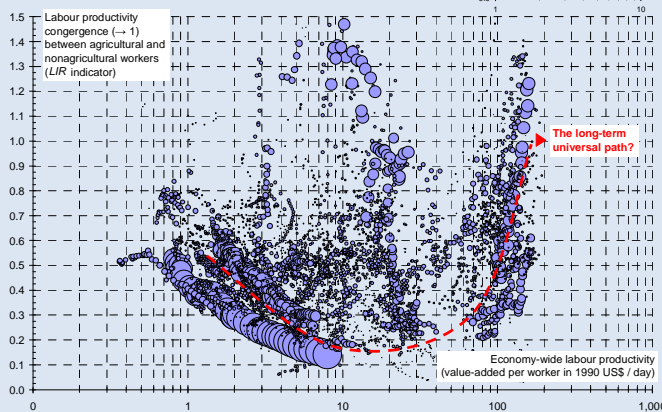 Labour productivity
congergence (→ 1)
between agricultural and
nonagricultural workers
(LIR indicator)
1
10
1.5
1.4
1.3
1.2
1.1
1.0
0.9
0.8
0.7
0.6
0.5
0.4
0.3
0.2
0.1
0.0
The long-term
universal path?
Economy-wide labour productivity
(value-added per worker in 1990 US$ / day)
0
1
10
100